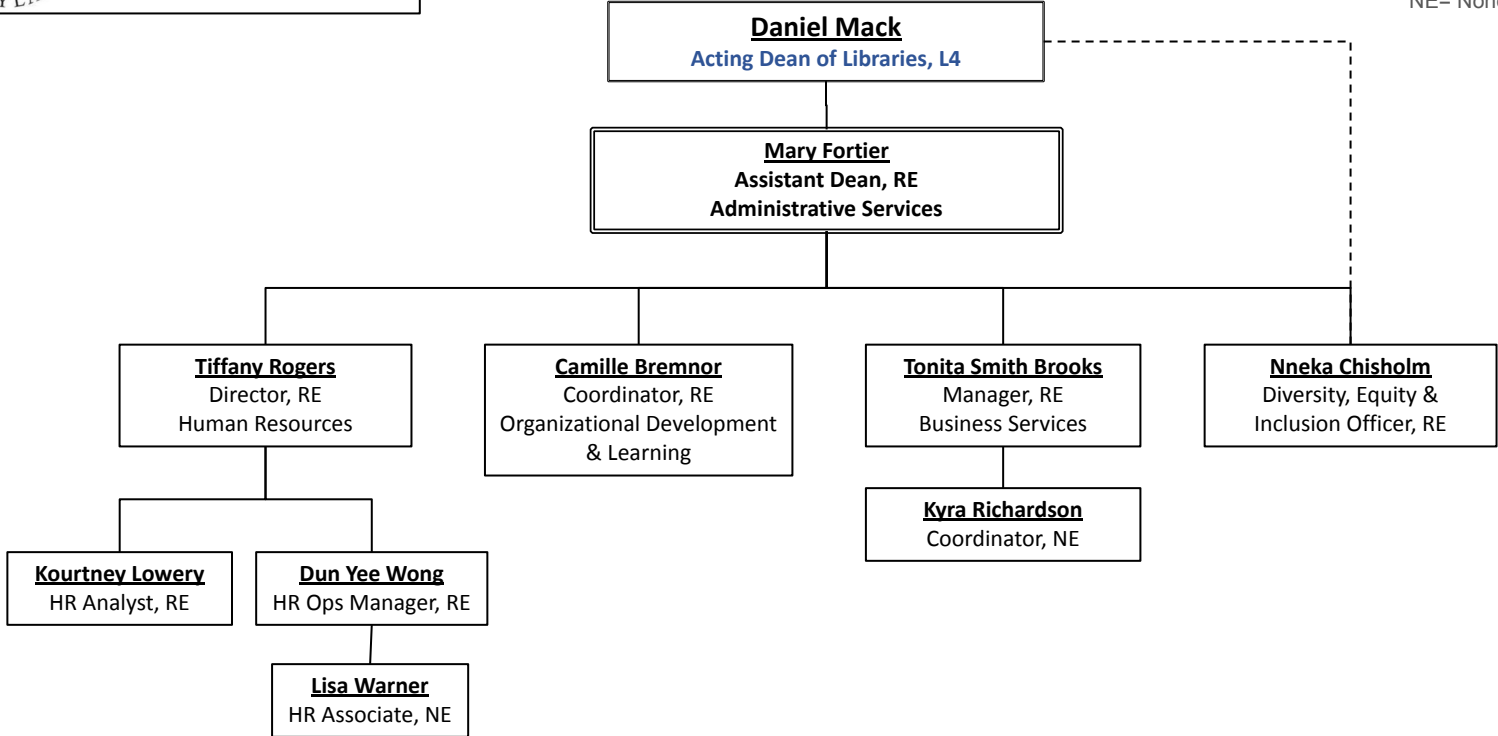 NE=
Daniel Mack
Acting Dean of Libraries, L4
Mary Fortier
Assistant Dean, RE
Administrative Services
Tiffany Rogers
Director, RE
Human Resources
Camille Bremnor
Coordinator, RE
Organizational Development
& Learning
Tonita Smith Brooks
Manager, RE
Business Services
Nneka Chisholm
Diversity, Equity &
Inclusion Officer, RE
Kyra Richardson
Coordinator, NE
Kourtney Lowery
HR Analyst, RE
Dun Yee Wong
HR Ops Manager, RE
Lisa Warner
HR Associate, NE